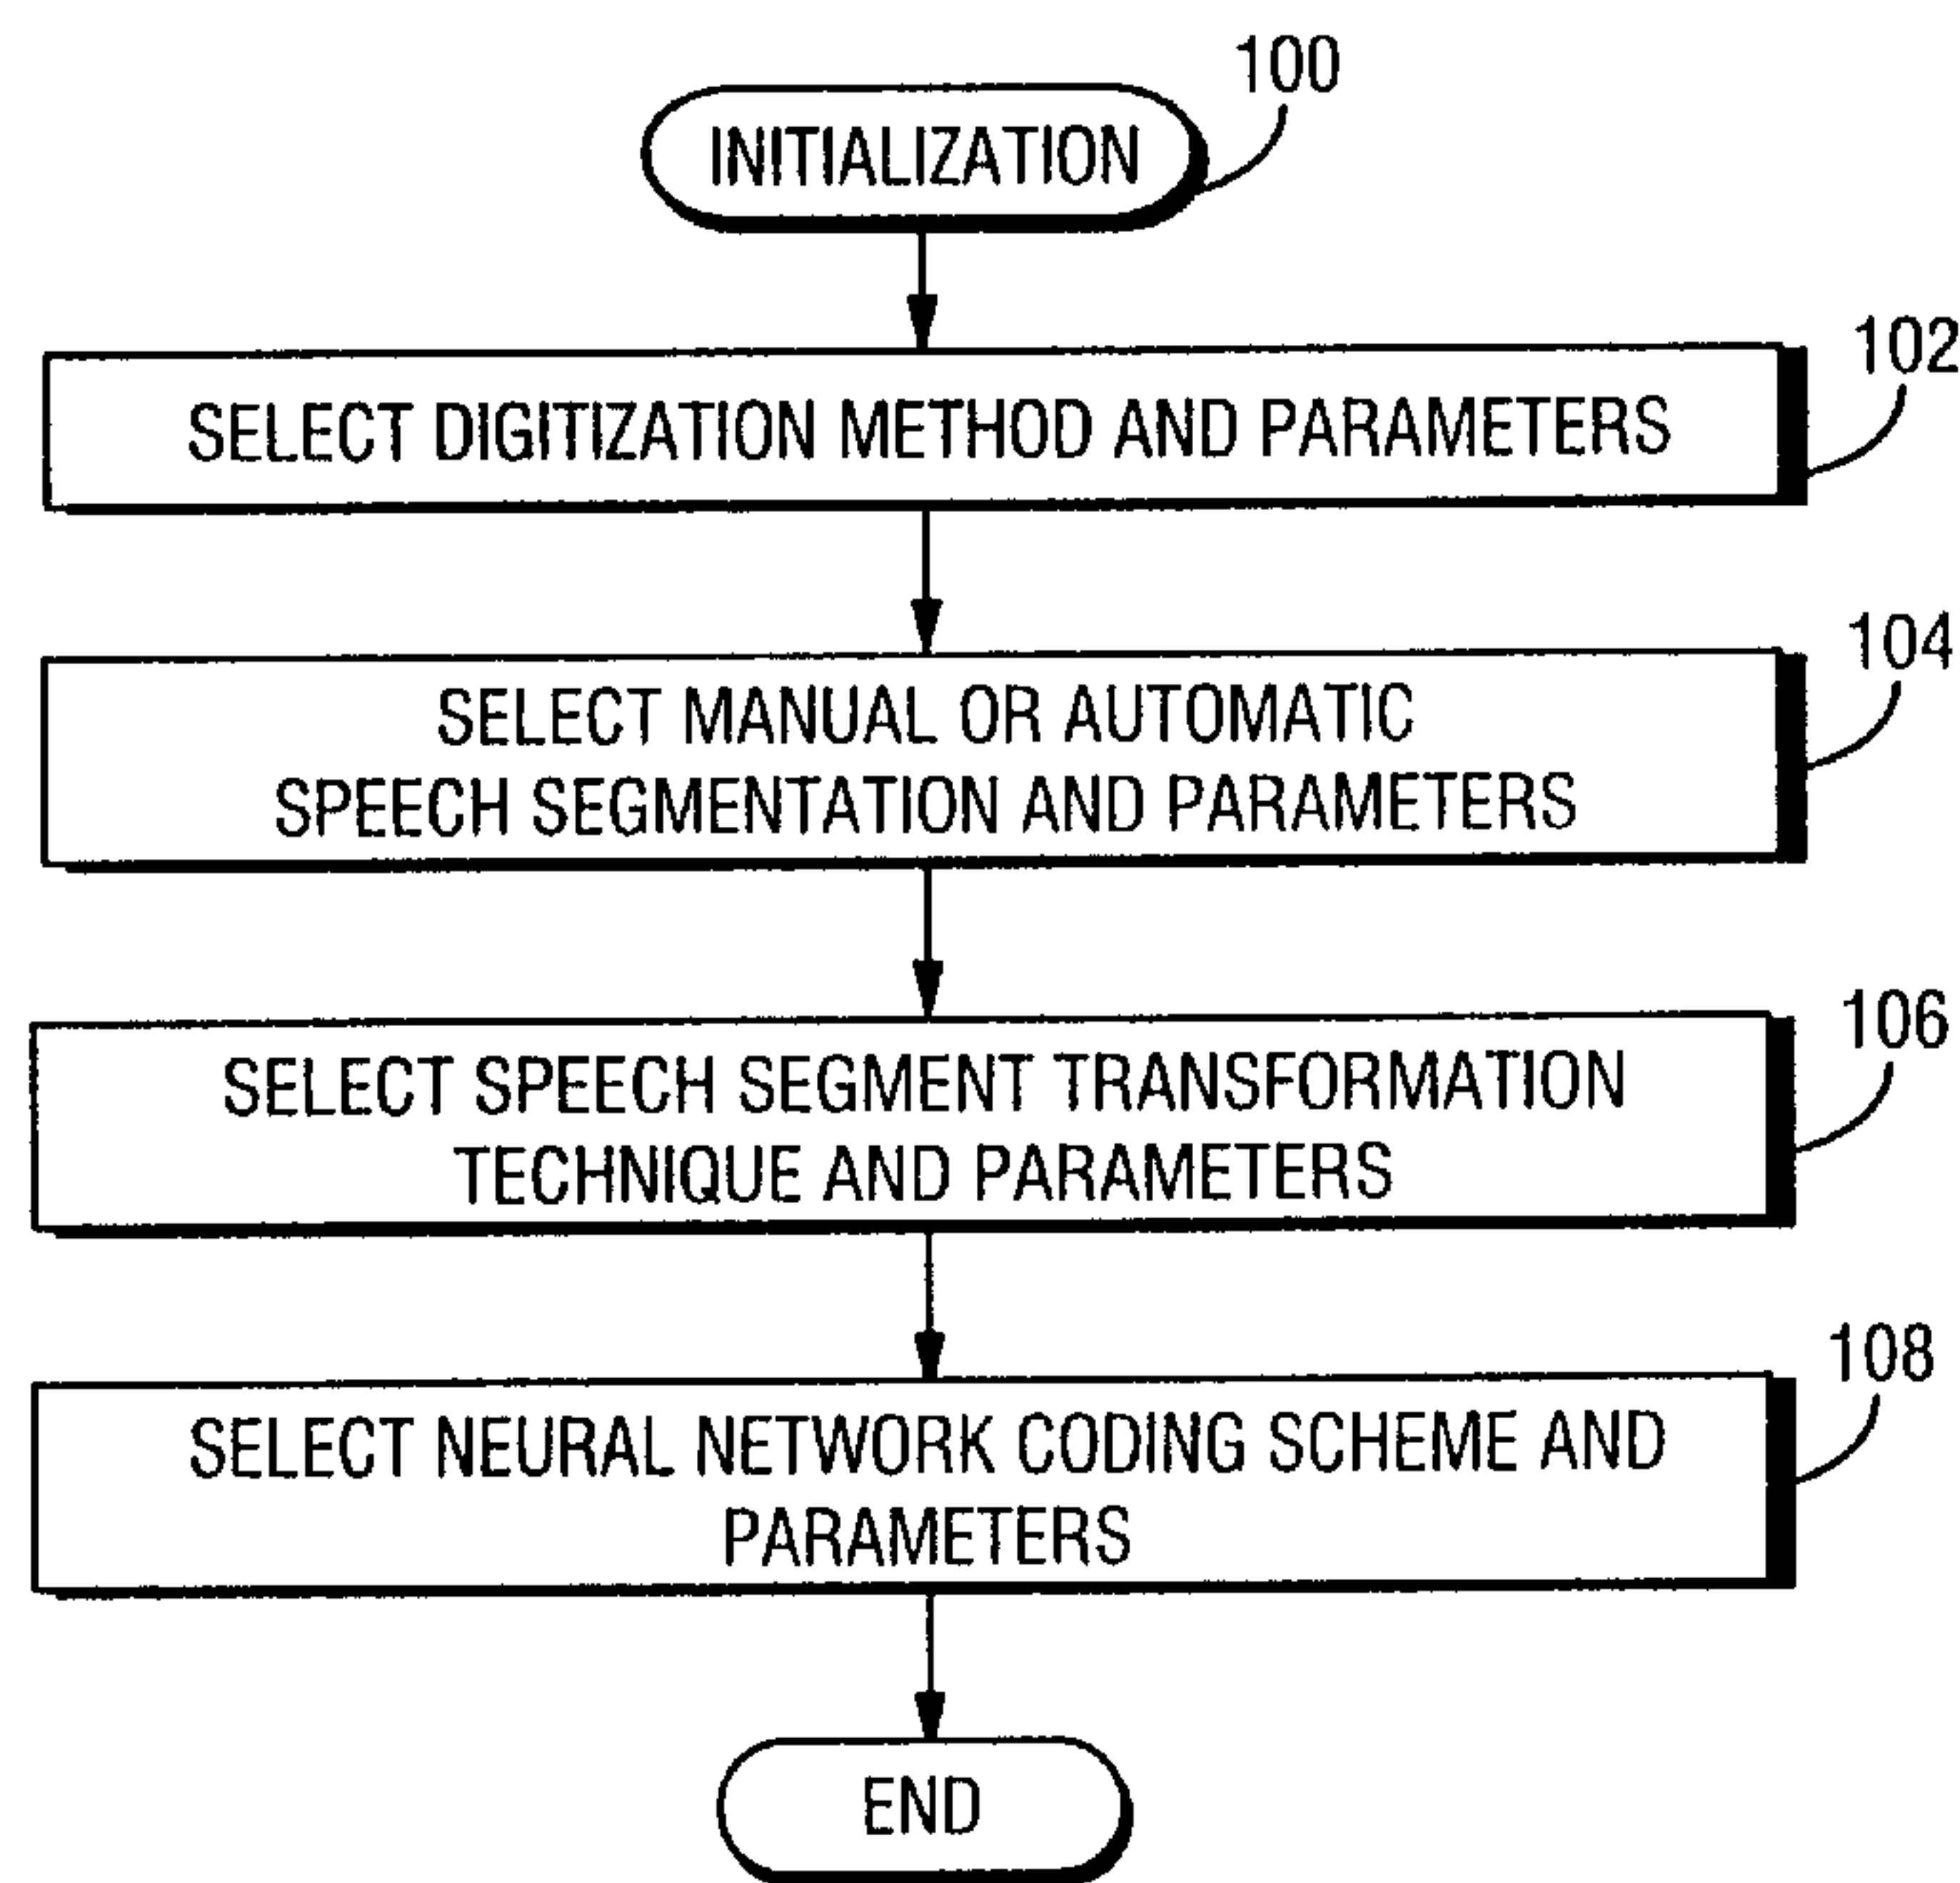 100
INITIALIZATION
102
SELECT DIGITIZATION METHOD AND PARAMETERS
104
SELECT MANUAL OR AUTOMATIC
SPEECH SEGMENTATION AND PARAMETERS
106
SELECT SPEECH SEGMENT TRANSFORMATION
TECHNIQUE AND PARAMETERS
108
SELECT NEURAL NETWORK CODING SCHEME AND
PARAMETERS
END